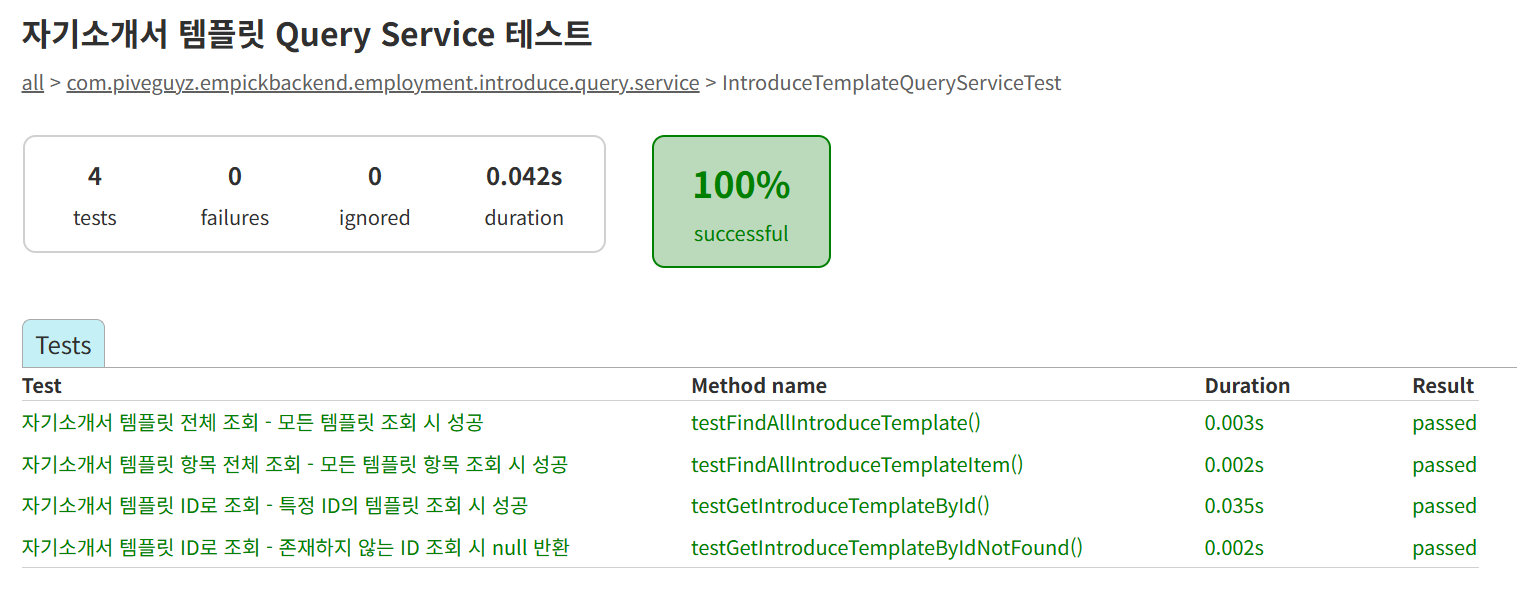 자기소개서 템플릿 Query Service 테스트
all > com.piveguyz.empickbackend.employment.introduce.query.service > IntroduceTemplateQueryServiceTest
4 0 0 0.042s
tests failures ignored duration
100%
successful
Tests
Test Method name Duration Result
자기소개서 템플릿 전체 조회 - 모든 템플릿 조회 시 성공 testFindAllIntroduceTemplate() 0.003s passed
자기소개서 템플릿 항목 전체 조회 - 모든 템플릿 항목 조회 시 성공 testFindAllIntroduceTemplateItem() 0.002s passed
자기소개서 템플릿 ID로 조회 - 특정 ID의 템플릿 조회 시 성공 testGetIntroduceTemplateById() 0.035s passed
자기소개서 템플릿 ID로 조회 - 존재하지 않는 ID 조회 시 null 반환 testGetIntroduceTemplateByIdNotFound() 0.002s passed